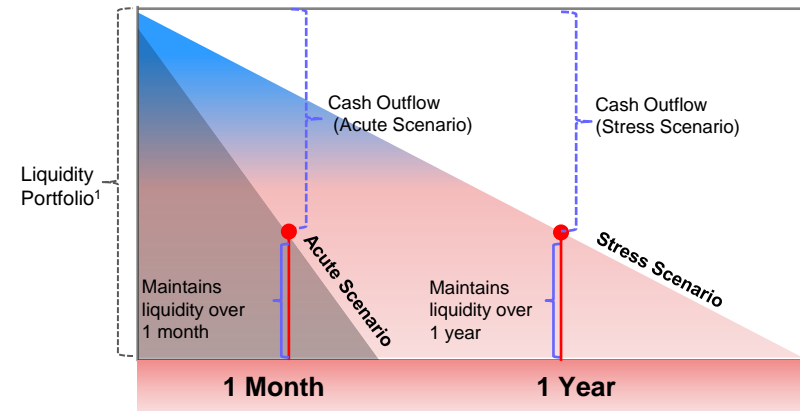 Cash Outflow
(Acute Scenario)
Cash Outflow
(Stress Scenario)
Liquidity
Portfolio¹
Acute Scenario
Stress Scenario
Maintains
liquidity over
1 month
Maintains
liquidity over
1 year
1 Month
1 Year